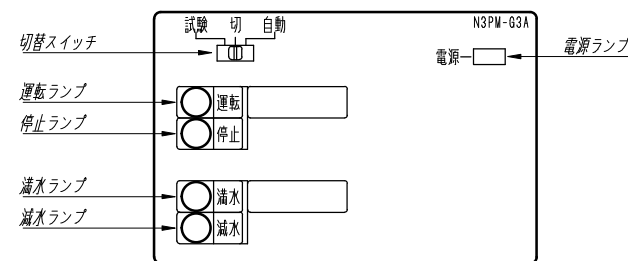 試験 切 自動 N3PM-G3A
切替スイッチ
電源 電源ランプ
運転ランプ 運転
停止ランプ 停止
満水ランプ 満水
減水ランプ 減水